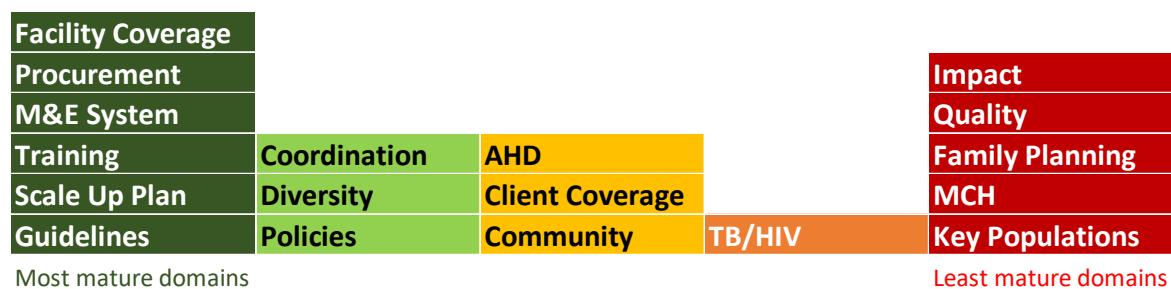 Facility Coverage
Procurement Impact
M&E System Quality
Training Coordination AHD Family Planning
Scale Up Plan Diversity Client Coverage MCH
Guidelines Policies Community TB/HIV Key Populations
Most mature domains Least mature domains